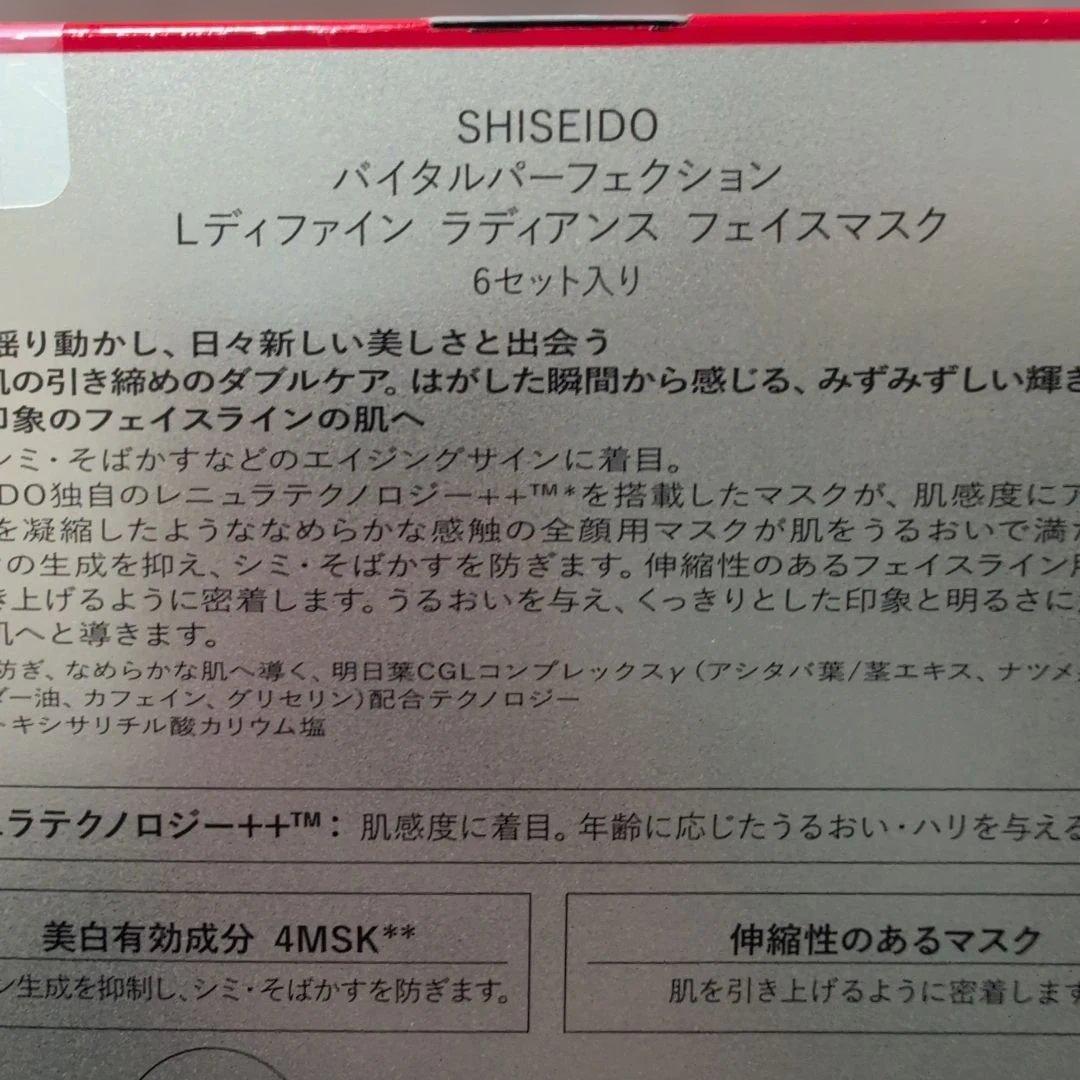 SHISEIDO
バイタルパーフェクション
Lディファイン ラディアンス フェイスマスク
6セット入り
揺り動かし、日々新しい美しさと出会う
の引き締めのダブルケア。はがした瞬間から感じる、みずみずしい輝き
象のフェイスラインの肌へ
シミ・そばかすなどのエイジングサインに着目。
DO独自のレニュラテクノロジー++™*を搭載したマスクが、肌感度にア
を凝縮したようななめらかな感触の全顔用マスクが肌をうるおいで満た
の生成を抑え、シミ・そばかすを防ぎます。伸縮性のあるフェイスライン用
き上げるように密着します。うるおいを与え、くっきりとした印象と明るさに
肌へと導きます。
防ぎ、なめらかな肌へ導く、明日葉CGLコンプレックスγ（アシタバ葉/茎エキス、ナツメ
ー油、カフェイン、グリセリン）配合テクノロジー
トキシサリチル酸カリウム塩
ュラテクノロジー++™：肌感度に着目。年齢に応じたうるおい・ハリを与える
美白有効成分 4MSK**
ン生成を抑制し、シミ・そばかすを防ぎます。
伸縮性のあるマスク
肌を引き上げるように密着します